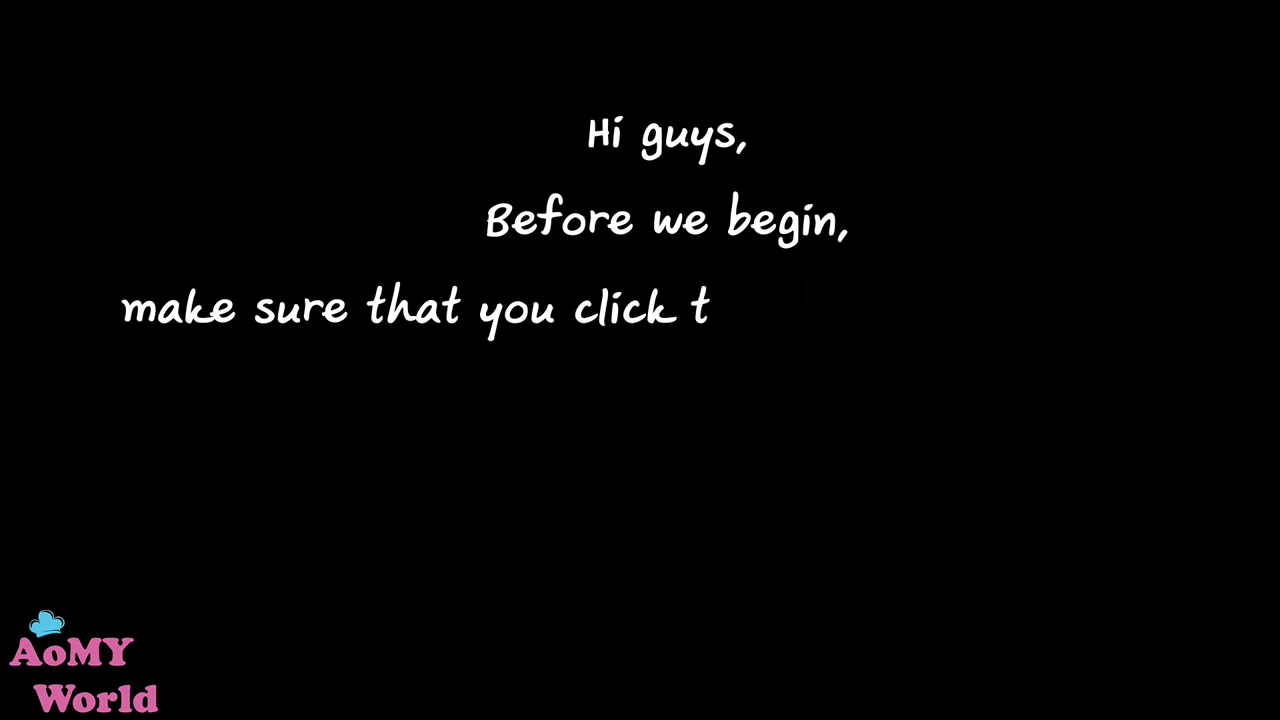 Hi guys,
Before we begin,
make sure that you click t
AoMY
World